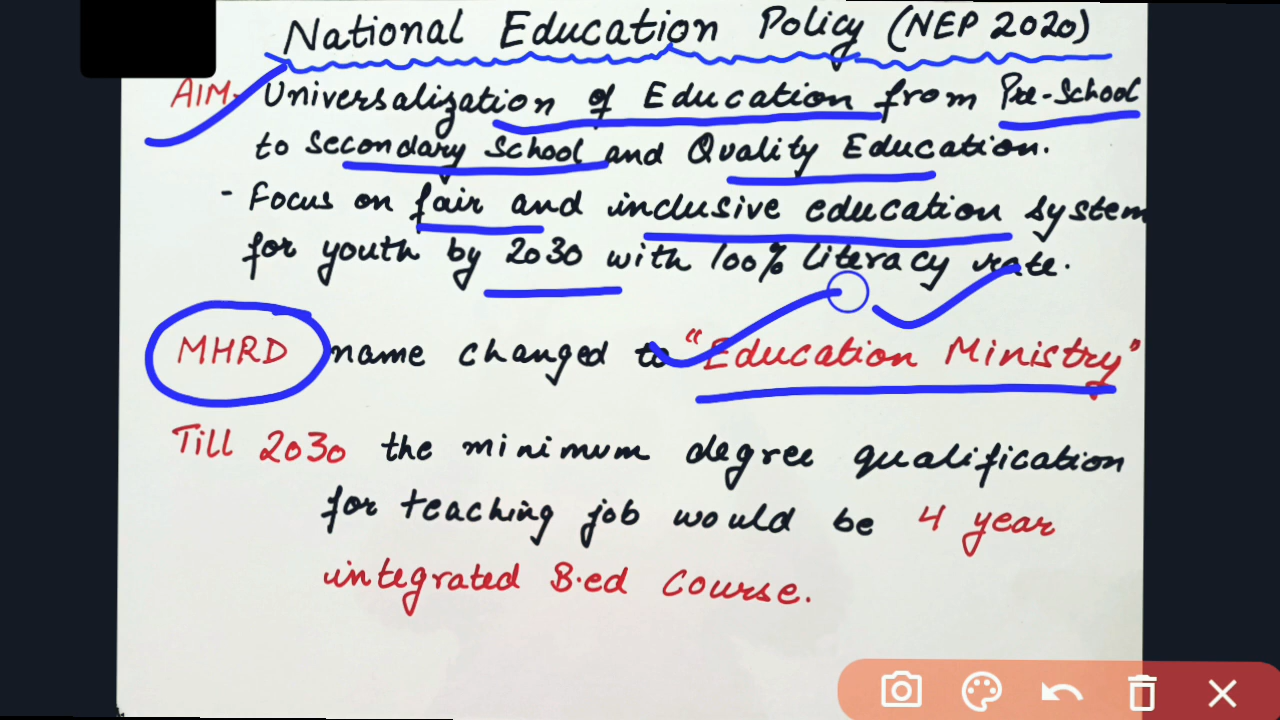 National Education Policy (NEP 2020)
AIM- Universalization of Education from Pre-School
to Secondary School and Quality Education.
- Focus on fair and inclusive education system
for youth by 2030 with 100% literacy rate.
MHRD name changed to "Education Ministry"
Till 2030 the minimum degree qualification
for teaching job would be 4 year
integrated B.ed Course.